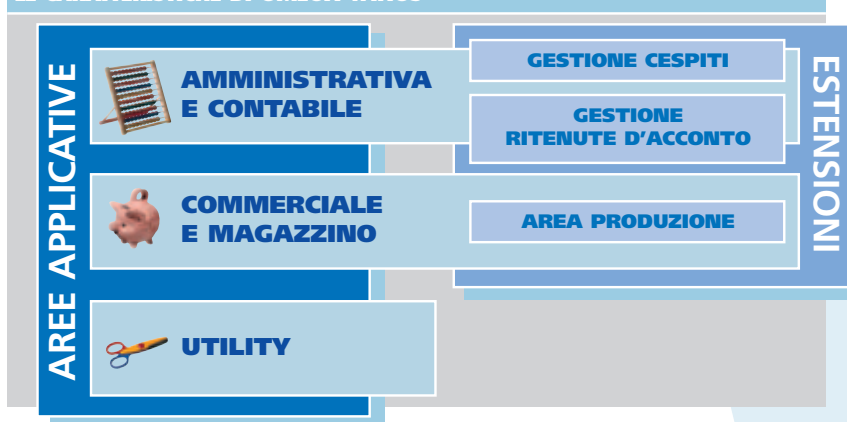 AREE APPLICATIVE
AMMINISTRATIVA
E CONTABILE
COMMERCIALE
E MAGAZZINO
UTILITY
ESTENSIONI
GESTIONE CESPITI
GESTIONE
RITENUTE D'ACCONTO
AREA PRODUZIONE